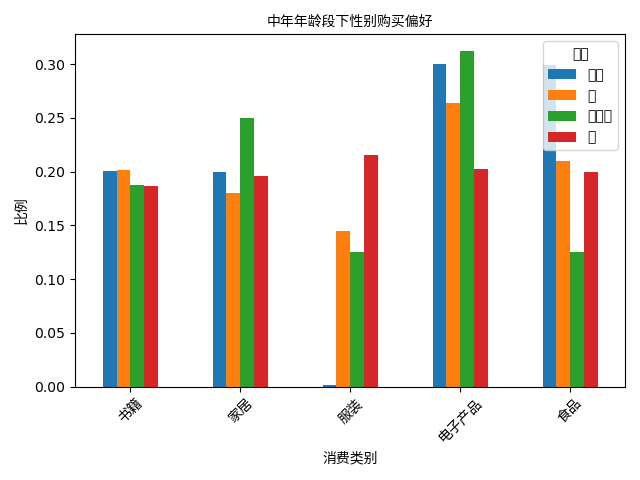 中年年龄段下性别购买偏好
比例
0.30
0.25
0.20
0.15
0.10
0.05
0.00
书籍
家居
服装
电子产品
食品
消费类别